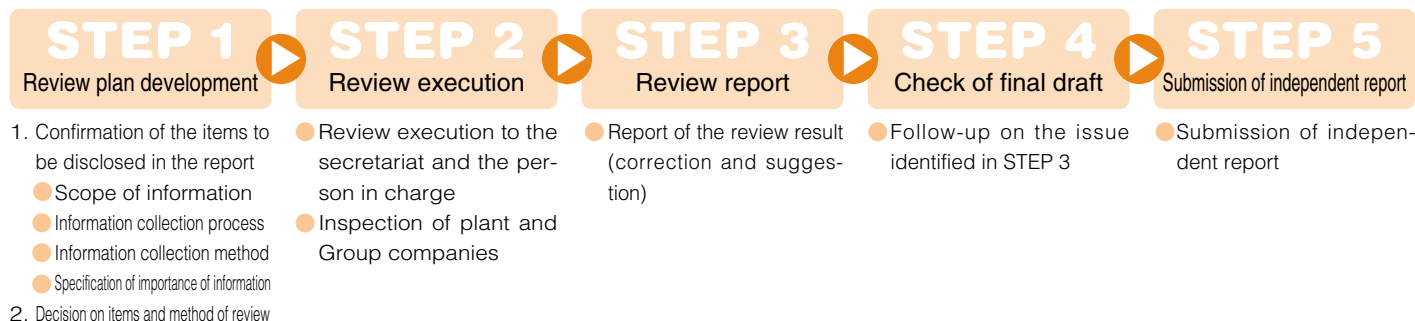 STEP 1
Review plan development
1. Confirmation of the items to
be disclosed in the report
Scope of information
Information collection process
Information collection method
Specification of importance of information
2. Decision on items and method of review
STEP 2
Review execution
Review execution to the
secretariat and the per-
son in charge
Inspection of plant and
Group companies
STEP 3
Review report
Report of the review result
(correction and sugges-
tion)
STEP 4
Check of final draft
Follow-up on the issue
identified in STEP 3
STEP 5
Submission of independent report
Submission of indepen-
dent report